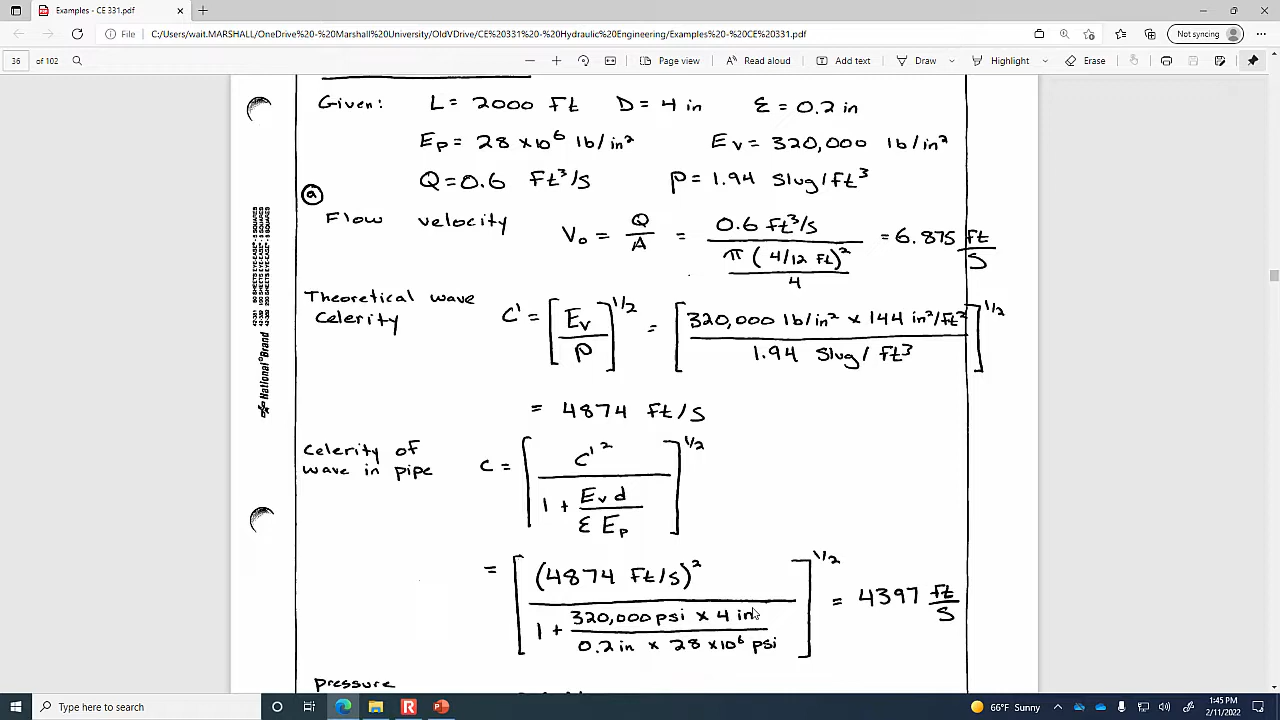 Examples - CE 331.pdf
File
C:/Users/wait.MARSHALL/OneDrive%20-%20Marshall%20University/OldVDrive/CE%20331%20-%20Hydraulic%20Engineering/Examples%20-%20CE%20331.pdf
Not syncing
36 of 102
Page view
Read aloud
Add text
Draw
Highlight
Erase
Given: L = 2000 Ft D = 4 in ε = 0.2 in
Ep = 28 x10⁶ lb/in² Ev = 320,000 lb/in²
Q = 0.6 Ft³/s ρ = 1.94 Slug/ft³
ⓐ
Flow velocity V₀ = Q/A = 0.6 Ft³/s / (π (4/12 Ft)² / 4) = 6.875 ft/s
Theoretical wave
Celerity C' = [Ev/ρ]^1/2 = [320,000 lb/in² x 144 in²/ft² / 1.94 Slug/ft³]^1/2
= 4874 Ft/s
Celerity of
wave in pipe C = [C'² / (1 + Ev d / ε Ep)]^1/2
= [(4874 Ft/s)² / (1 + 320,000 psi x 4 in / 0.2 in x 28 x10⁶ psi)]^1/2 = 4397 ft/s
pressure
National® Brand
Type here to search
66°F Sunny
1:45 PM
2/11/2022